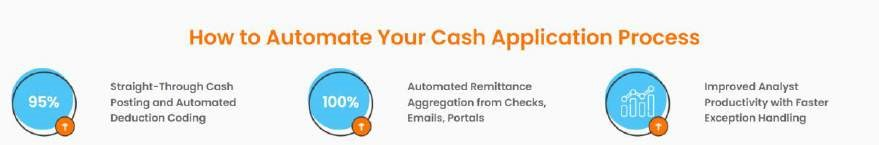 How to Automate Your Cash Application Process
95%
Straight-Through Cash
Posting and Automated
Deduction Coding
100%
Automated Remittance
Aggregation from Checks,
Emails, Portals
Improved Analyst
Productivity with Faster
Exception Handling